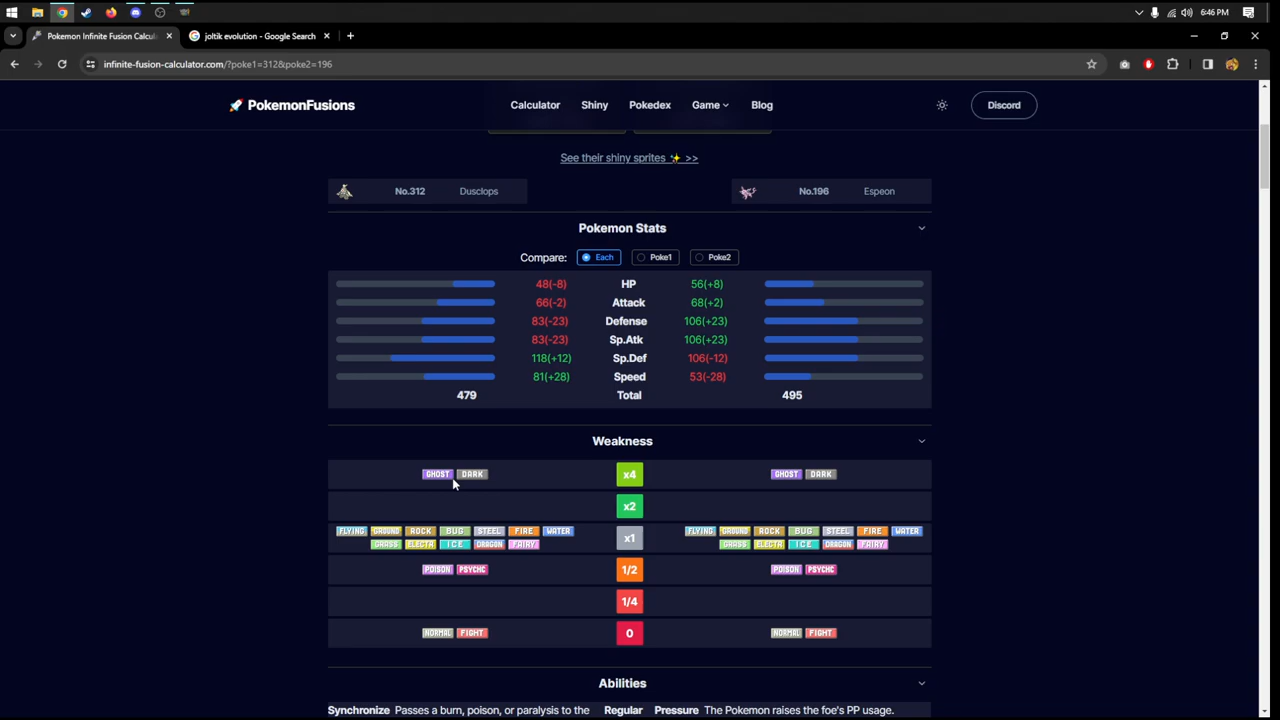 6:46 PM
Pokemon Infinite Fusion Calcula
joltik evolution - Google Search
infinite-fusion-calculator.com/?poke1=312&poke2=196
PokemonFusions
Calculator Shiny Pokedex Game Blog
Discord
See their shiny sprites ✨ >>
No.312 Dusclops
No.196 Espeon
Pokemon Stats
Compare: Each Poke1 Poke2
48(-8) HP 56(+8)
66(-2) Attack 68(+2)
83(-23) Defense 106(+23)
83(-23) Sp.Atk 106(+23)
118(+12) Sp.Def 106(-12)
81(+28) Speed 53(-28)
479 Total 495
Weakness
GHOST DARK x4 GHOST DARK
x2
FLYING GROUND ROCK BUG STEEL FIRE WATER x1 FLYING GROUND ROCK BUG STEEL FIRE WATER
GRASS ELECTR ICE DRAGON FAIRY GRASS ELECTR ICE DRAGON FAIRY
POISON PSYCHC 1/2 POISON PSYCHC
1/4
NORMAL FIGHT 0 NORMAL FIGHT
Abilities
Synchronize Passes a burn, poison, or paralysis to the Regular Pressure The Pokemon raises the foe's PP usage.